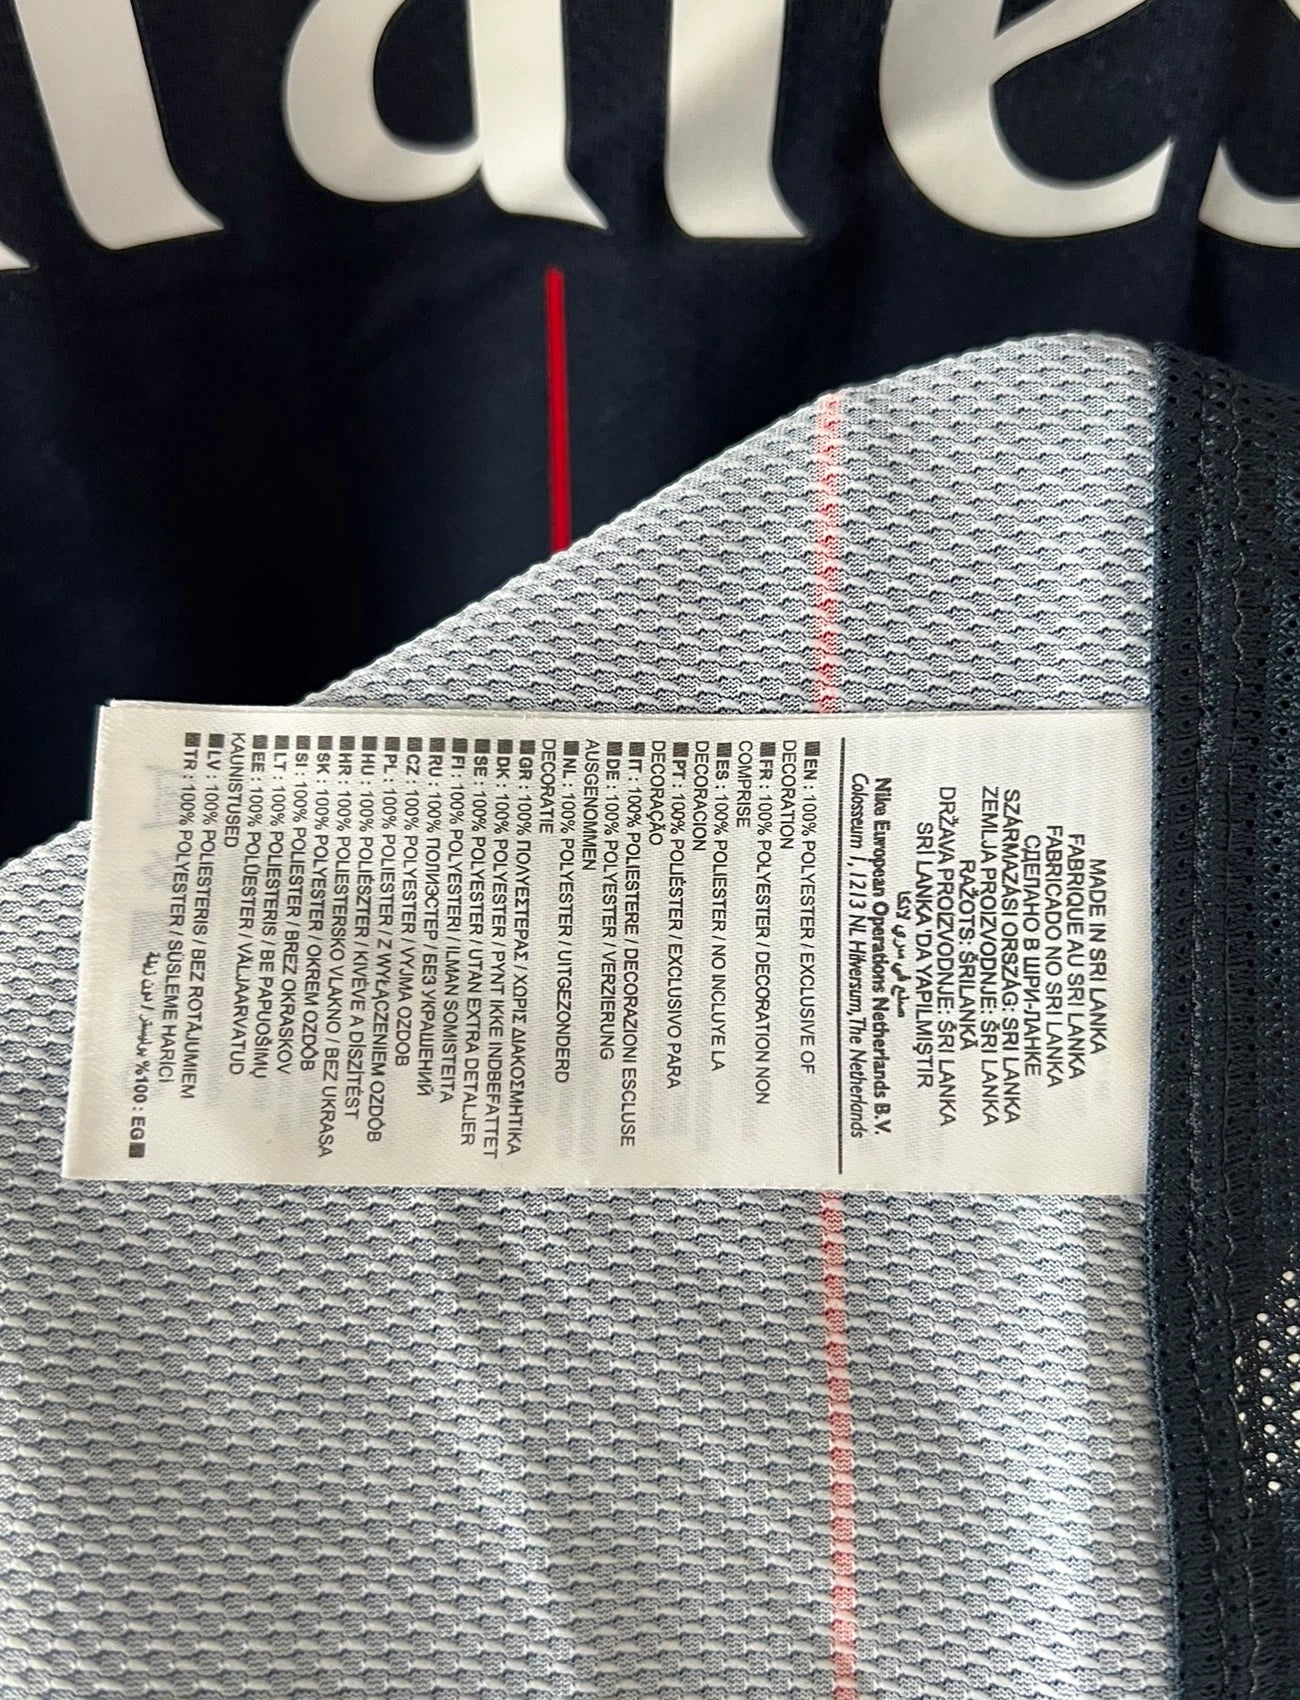 MADE IN SRI LANKA
FABRIQUE AU SRI LANKA
FABRICADO NO SRI LANKA
СДЕЛАНО В ШРИ-ЛАНКЕ
SZÁRMAZÁSI ORSZÁG: SRI LANKA
ZEMLJA PROIZVODNJE: ŠRI LANKA
RAŽOTS: ŠRILANKĀ
DRŽAVA PROIZVODNJE: ŠRI LANKA
SRİ LANKA'DA YAPILMIŞTIR
صنع في سري لانكا
Nike European Operations Netherlands B.V.
Colosseum 1, 1213 NL Hilversum, The Netherlands
EN : 100% POLYESTER / EXCLUSIVE OF
DECORATION
FR : 100% POLYESTER / DECORATION NON
COMPRISE
ES : 100% POLIESTER / NO INCLUYE LA
DECORACION
PT : 100% POLIÉSTER / EXCLUSIVO PARA
DECORAÇÃO
IT : 100% POLIESTERE / DECORAZIONI ESCLUSE
DE : 100% POLYESTER / VERZIERUNG
AUSGENOMMEN
NL : 100% POLYESTER / UITGEZONDERD
DECORATIE
GR : 100% ΠΟΛΥΕΣΤΕΡΑΣ / ΧΩΡΙΣ ΔΙΑΚΟΣΜΗΤΙΚΑ
DK : 100% POLYESTER / PYNT IKKE INDBEFATTET
SE : 100% POLYESTER / UTAN EXTRA DETALJER
FI : 100% POLYESTERI / ILMAN SOMISTEITA
RU : 100% ПОЛИЭСТЕР / БЕЗ УКРАШЕНИЙ
CZ : 100% POLYESTER / VYJMA OZDOB
PL : 100% POLIESTER / Z WYŁĄCZENIEM OZDÓB
HU : 100% POLIÉSZTER / KIVÉVE A DÍSZÍTÉST
HR : 100% POLIESTERSKO VLAKNO / BEZ UKRASA
SK : 100% POLYESTER / OKREM OZDÔB
SI : 100% POLIESTER / BREZ OKRASKOV
LT : 100% POLIESTERIS / BE PAPUOŠIMŲ
EE : 100% POLÜESTER / VÄLJAARVATUD
KAUNISTUSED
LV : 100% POLIESTERIS / BEZ ROTĀJUMIEM
TR : 100% POLYESTER / SÜSLEME HARİCİ
EG : 100% بوليستر / دون زينة